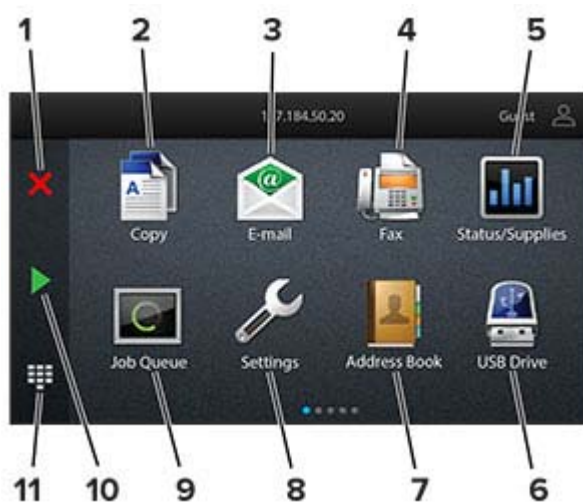 1 2 3 4 5
Guest
Copy E-mail Fax Status/Supplies
A
@
Job Queue Settings Address Book USB Drive
11 10 9 8 7 6